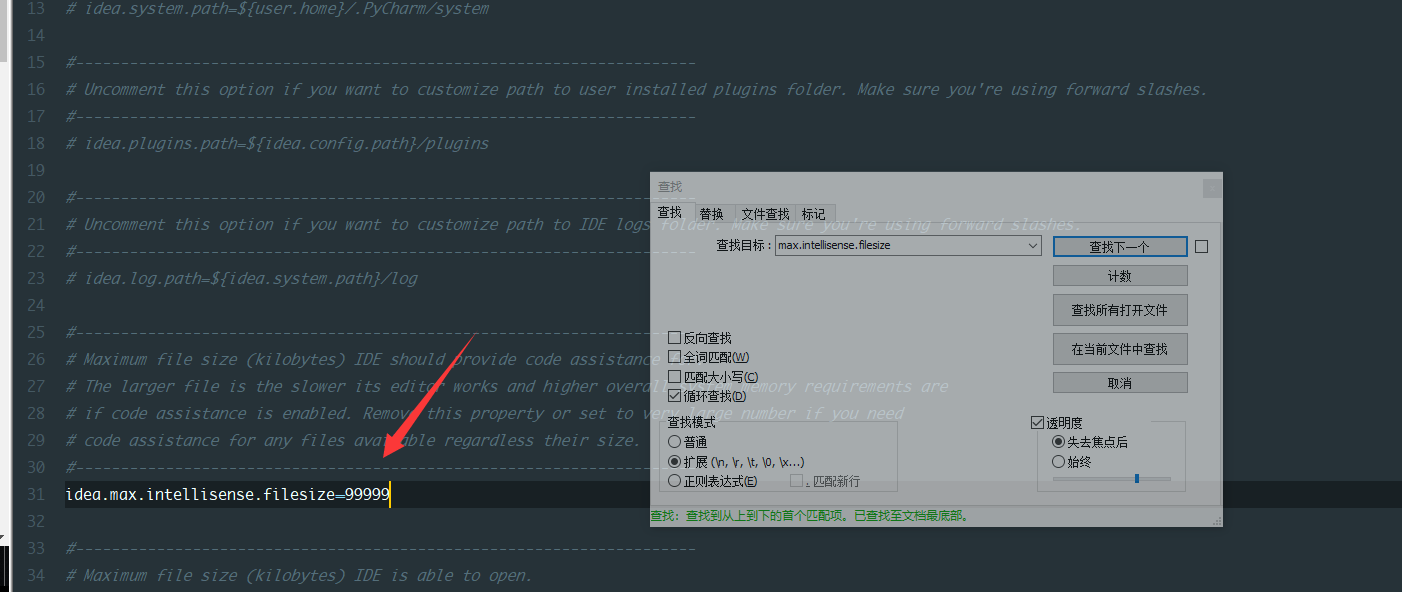 13 # idea.system.path=${user.home}/.PyCharm/system
14
15 #---------------------------------------------------------------------
16 # Uncomment this option if you want to customize path to user installed plugins folder. Make sure you're using forward slashes.
17 #---------------------------------------------------------------------
18 # idea.plugins.path=${idea.config.path}/plugins
19
20 #---------------------------------------------------------------------
21 # Uncomment this option if you want to customize path to IDE logs folder. Make sure you're using forward slashes.
22 #---------------------------------------------------------------------
23 # idea.log.path=${idea.system.path}/log
24
25 #---------------------------------------------------------------------
26 # Maximum file size (kilobytes) IDE should provide code assistance
27 # The larger file is the slower its editor works and higher overall memory requirements are
28 # if code assistance is enabled. Remove this property or set to very large number if you need
29 # code assistance for any files available regardless their size.
30 #---------------------------------------------------------------------
31 idea.max.intellisense.filesize=99999
32
33 #---------------------------------------------------------------------
34 # Maximum file size (kilobytes) IDE is able to open.
查找
查找 替换 文件查找 标记
查找目标： max.intellisense.filesize
查找下一个
计数
查找所有打开文件
在当前文件中查找
取消
反向查找
全词匹配(W)
匹配大小写(C)
循环查找(D)
查找模式
普通
扩展 (\n, \r, \t, \0, \x...)
正则表达式(E) . 匹配新行
透明度
失去焦点后
始终
查找：查找到从上到下的首个匹配项。已查找至文档最底部。